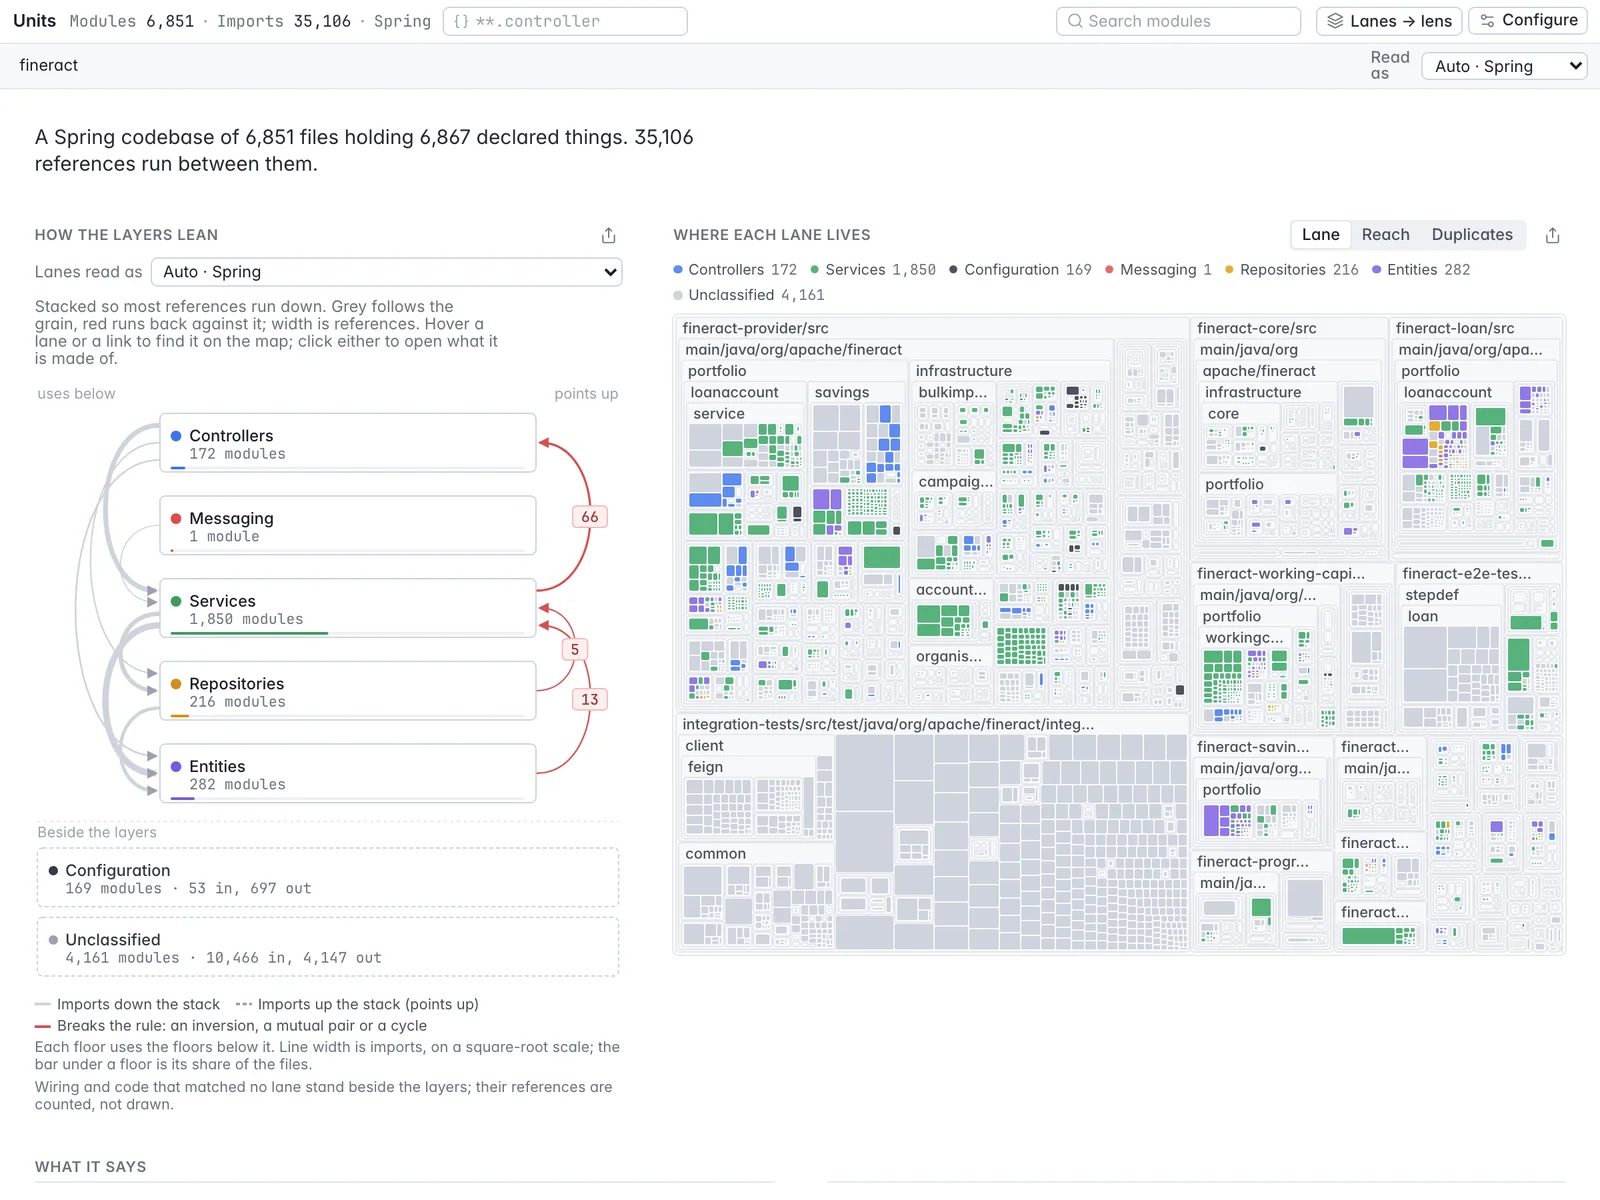 Units Modules 6,851 · Imports 35,106 · Spring {} **.controller Search modules Lanes → lens Configure
fineract Read as Auto · Spring
A Spring codebase of 6,851 files holding 6,867 declared things. 35,106
references run between them.
HOW THE LAYERS LEAN
Lanes read as Auto · Spring
Stacked so most references run down. Grey follows the
grain, red runs back against it; width is references. Hover a
lane or a link to find it on the map; click either to open what it
is made of.
uses below points up
Controllers
172 modules
Messaging
1 module
Services
1,850 modules
Repositories
216 modules
Entities
282 modules
66
5
13
Beside the layers
Configuration
169 modules · 53 in, 697 out
Unclassified
4,161 modules · 10,466 in, 4,147 out
Imports down the stack Imports up the stack (points up)
Breaks the rule: an inversion, a mutual pair or a cycle
Each floor uses the floors below it. Line width is imports, on a square-root scale; the
bar under a floor is its share of the files.
Wiring and code that matched no lane stand beside the layers; their references are
counted, not drawn.
WHAT IT SAYS
WHERE EACH LANE LIVES Lane Reach Duplicates
Controllers 172 Services 1,850 Configuration 169 Messaging 1 Repositories 216 Entities 282
Unclassified 4,161
fineract-provider/src
main/java/org/apache/fineract
portfolio
loanaccount
service
savings
infrastructure
bulkimp...
campaig...
account...
organis...
fineract-core/src
main/java/org
apache/fineract
infrastructure
core
portfolio
fineract-loan/src
main/java/org/apa...
portfolio
loanaccount
fineract-working-capi...
main/java/org/...
portfolio
workingc...
fineract-e2e-tes...
stepdef
loan
integration-tests/src/test/java/org/apache/fineract/integ...
client
feign
common
fineract-savin...
main/java/org...
portfolio
fineract-progr...
main/ja...
fineract...
main/ja...
fineract...
fineract...